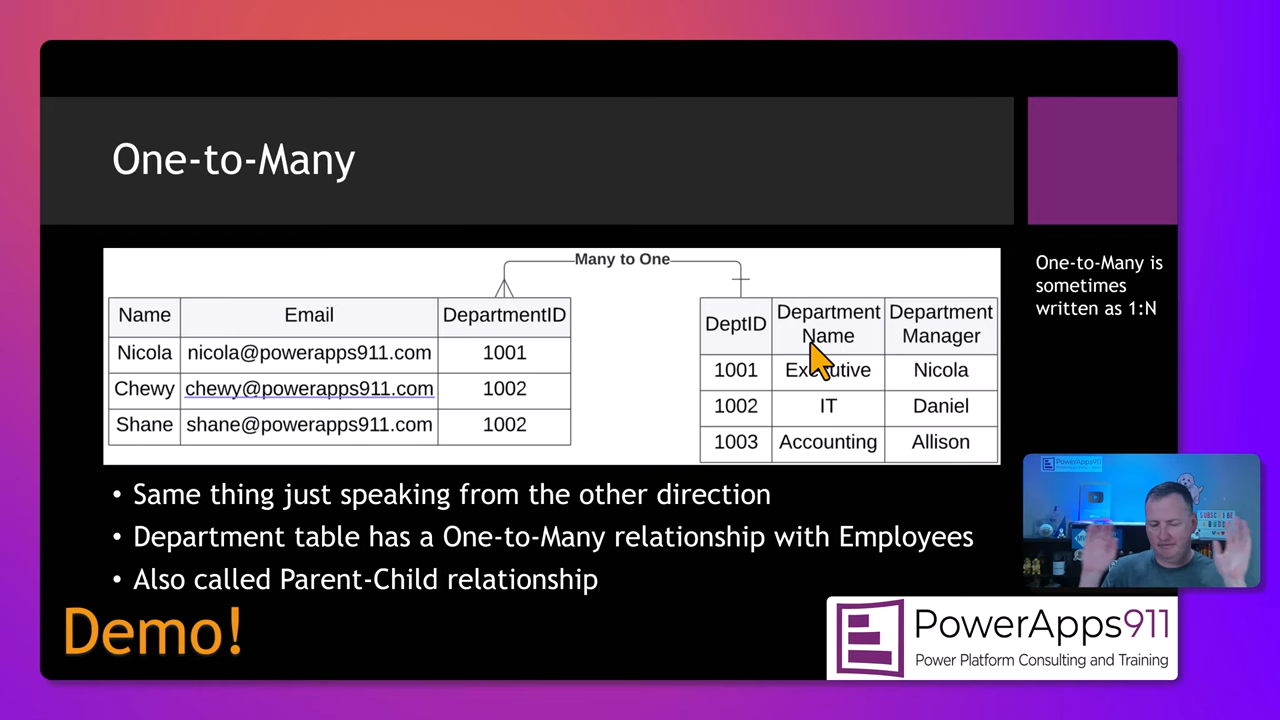 One-to-Many
Many to One
Name Email DepartmentID
Nicola nicola@powerapps911.com 1001
Chewy chewy@powerapps911.com 1002
Shane shane@powerapps911.com 1002
DeptID Department Name Department Manager
1001 Executive Nicola
1002 IT Daniel
1003 Accounting Allison
One-to-Many is
sometimes
written as 1:N
• Same thing just speaking from the other direction
• Department table has a One-to-Many relationship with Employees
• Also called Parent-Child relationship
Demo!
PowerApps911
PowerApps911
Power Platform Consulting and Training